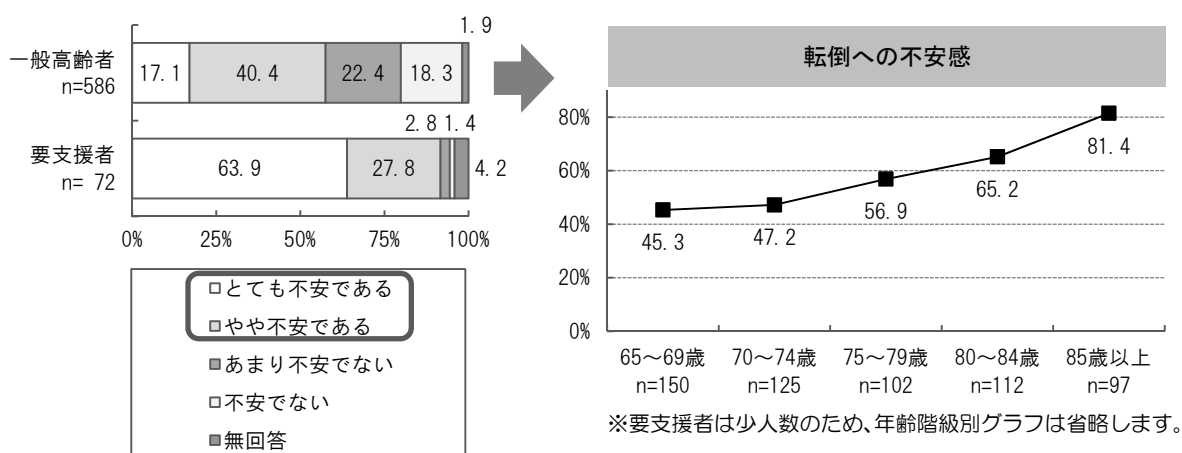 1.9
一般高齢者
n=586
17.1 40.4 22.4 18.3
2.8 1.4
要支援者
n= 72
63.9 27.8 4.2
0% 25% 50% 75% 100%
□とても不安である
□やや不安である
■あまり不安でない
□不安でない
■無回答
転倒への不安感
80%
60%
40%
20%
0%
45.3
47.2
56.9
65.2
81.4
65～69歳 70～74歳 75～79歳 80～84歳 85歳以上
n=150 n=125 n=102 n=112 n=97
※要支援者は少人数のため、年齢階級別グラフは省略します。